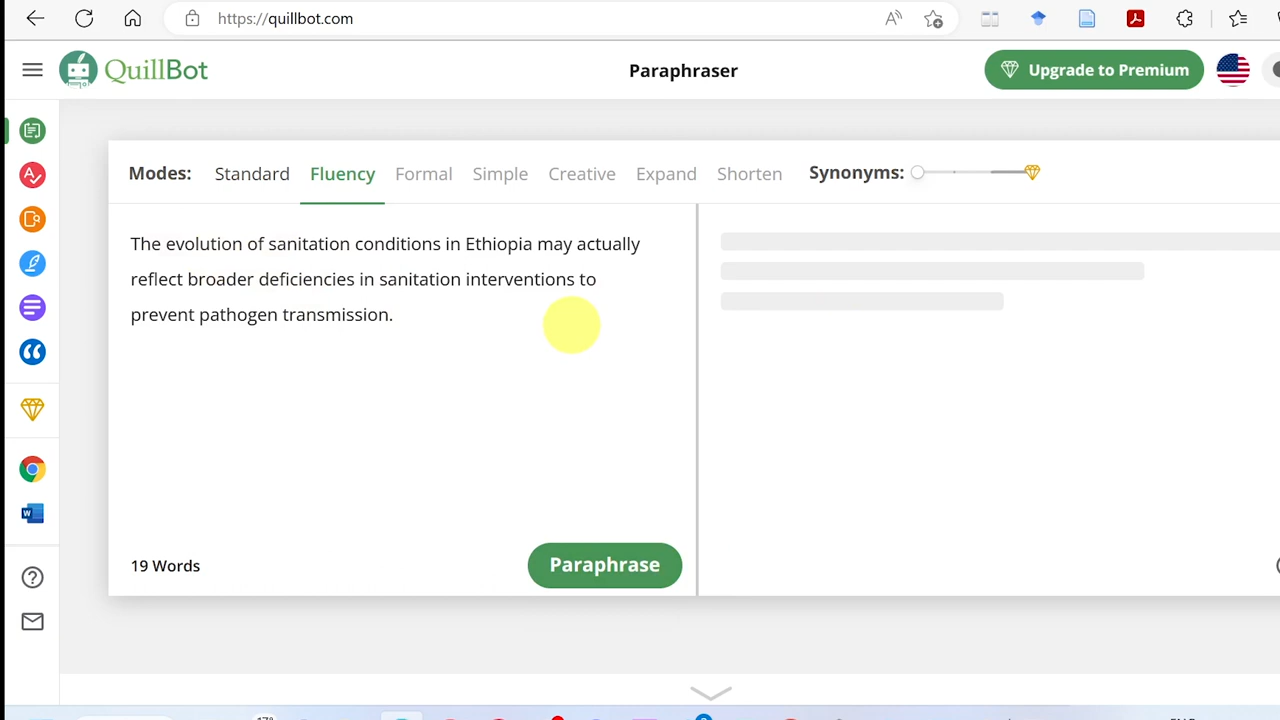 https://quillbot.com
QuillBot
Paraphraser
Upgrade to Premium
Modes: Standard Fluency Formal Simple Creative Expand Shorten Synonyms:
The evolution of sanitation conditions in Ethiopia may actually
reflect broader deficiencies in sanitation interventions to
prevent pathogen transmission.
19 Words
Paraphrase